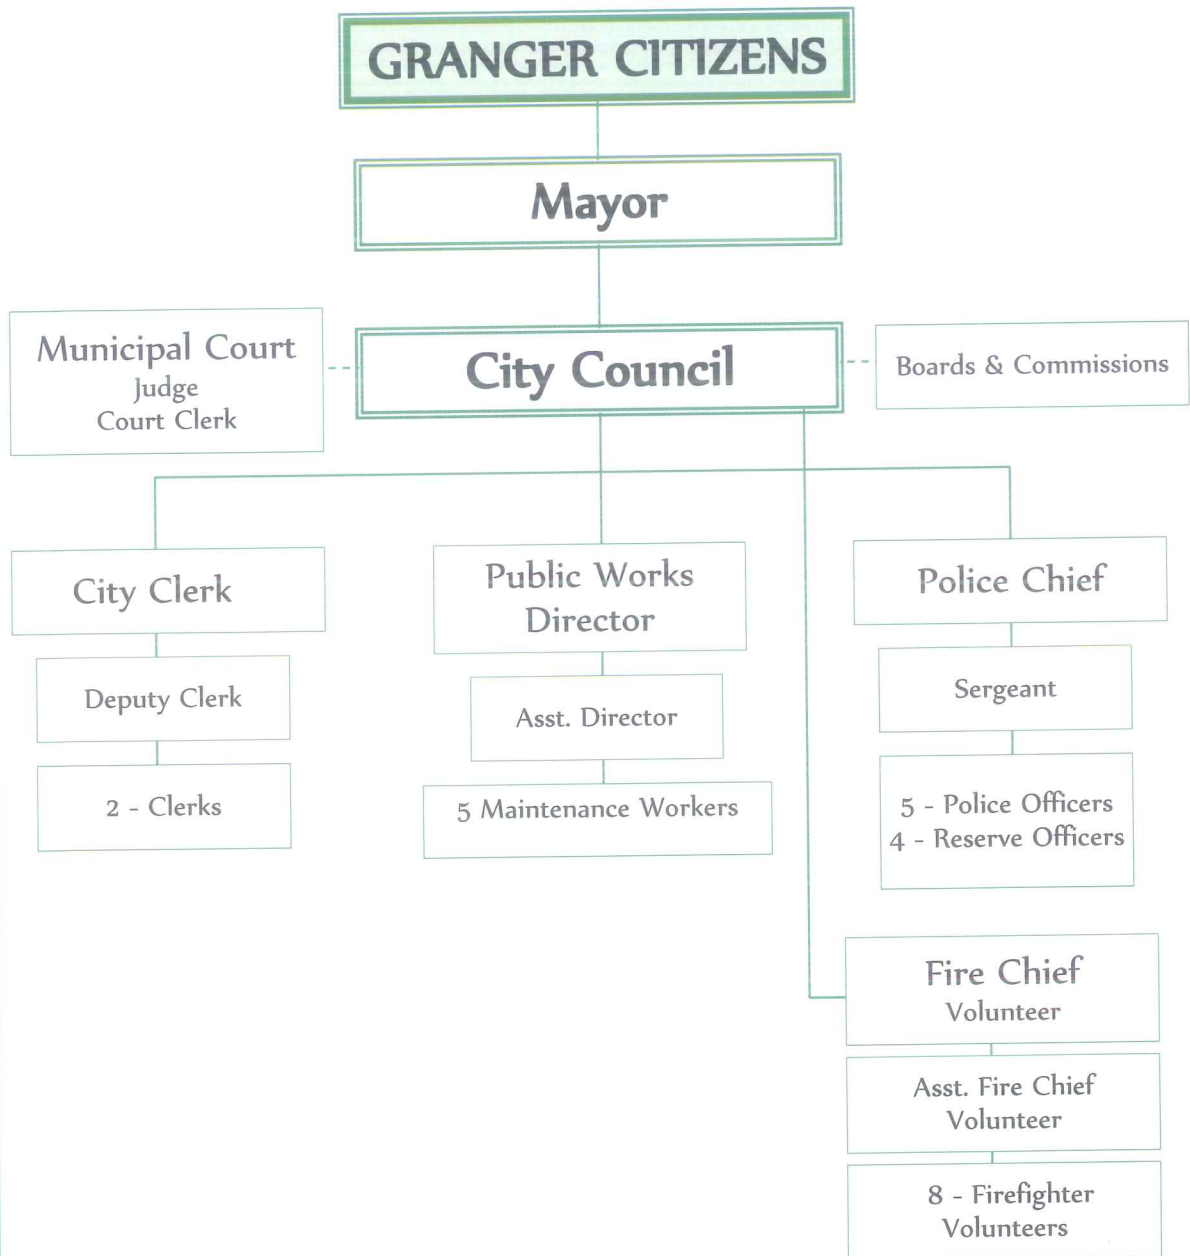 GRANGER CITIZENS
Mayor
Municipal Court
Judge
Court Clerk
City Council
Boards & Commissions
City Clerk
Deputy Clerk
2 - Clerks
Public Works
Director
Asst. Director
5 Maintenance Workers
Police Chief
Sergeant
5 - Police Officers
4 - Reserve Officers
Fire Chief
Volunteer
Asst. Fire Chief
Volunteer
8 - Firefighter
Volunteers